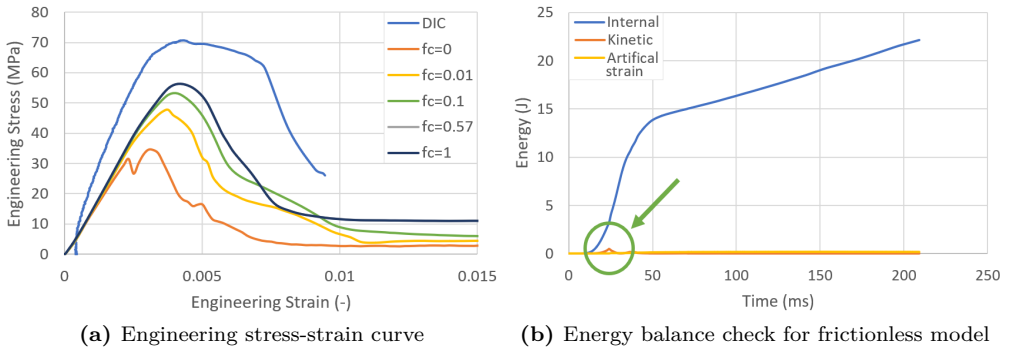 80
70
60
50
40
30
20
10
0
Engineering Stress (MPa)
0
0.005
0.01
0.015
Engineering Strain (-)
DIC
fc=0
fc=0.01
fc=0.1
fc=0.57
fc=1
(a) Engineering stress-strain curve
25
20
15
10
5
0
Energy (J)
0
50
100
150
200
250
Time (ms)
Internal
Kinetic
Artifical
strain
(b) Energy balance check for frictionless model